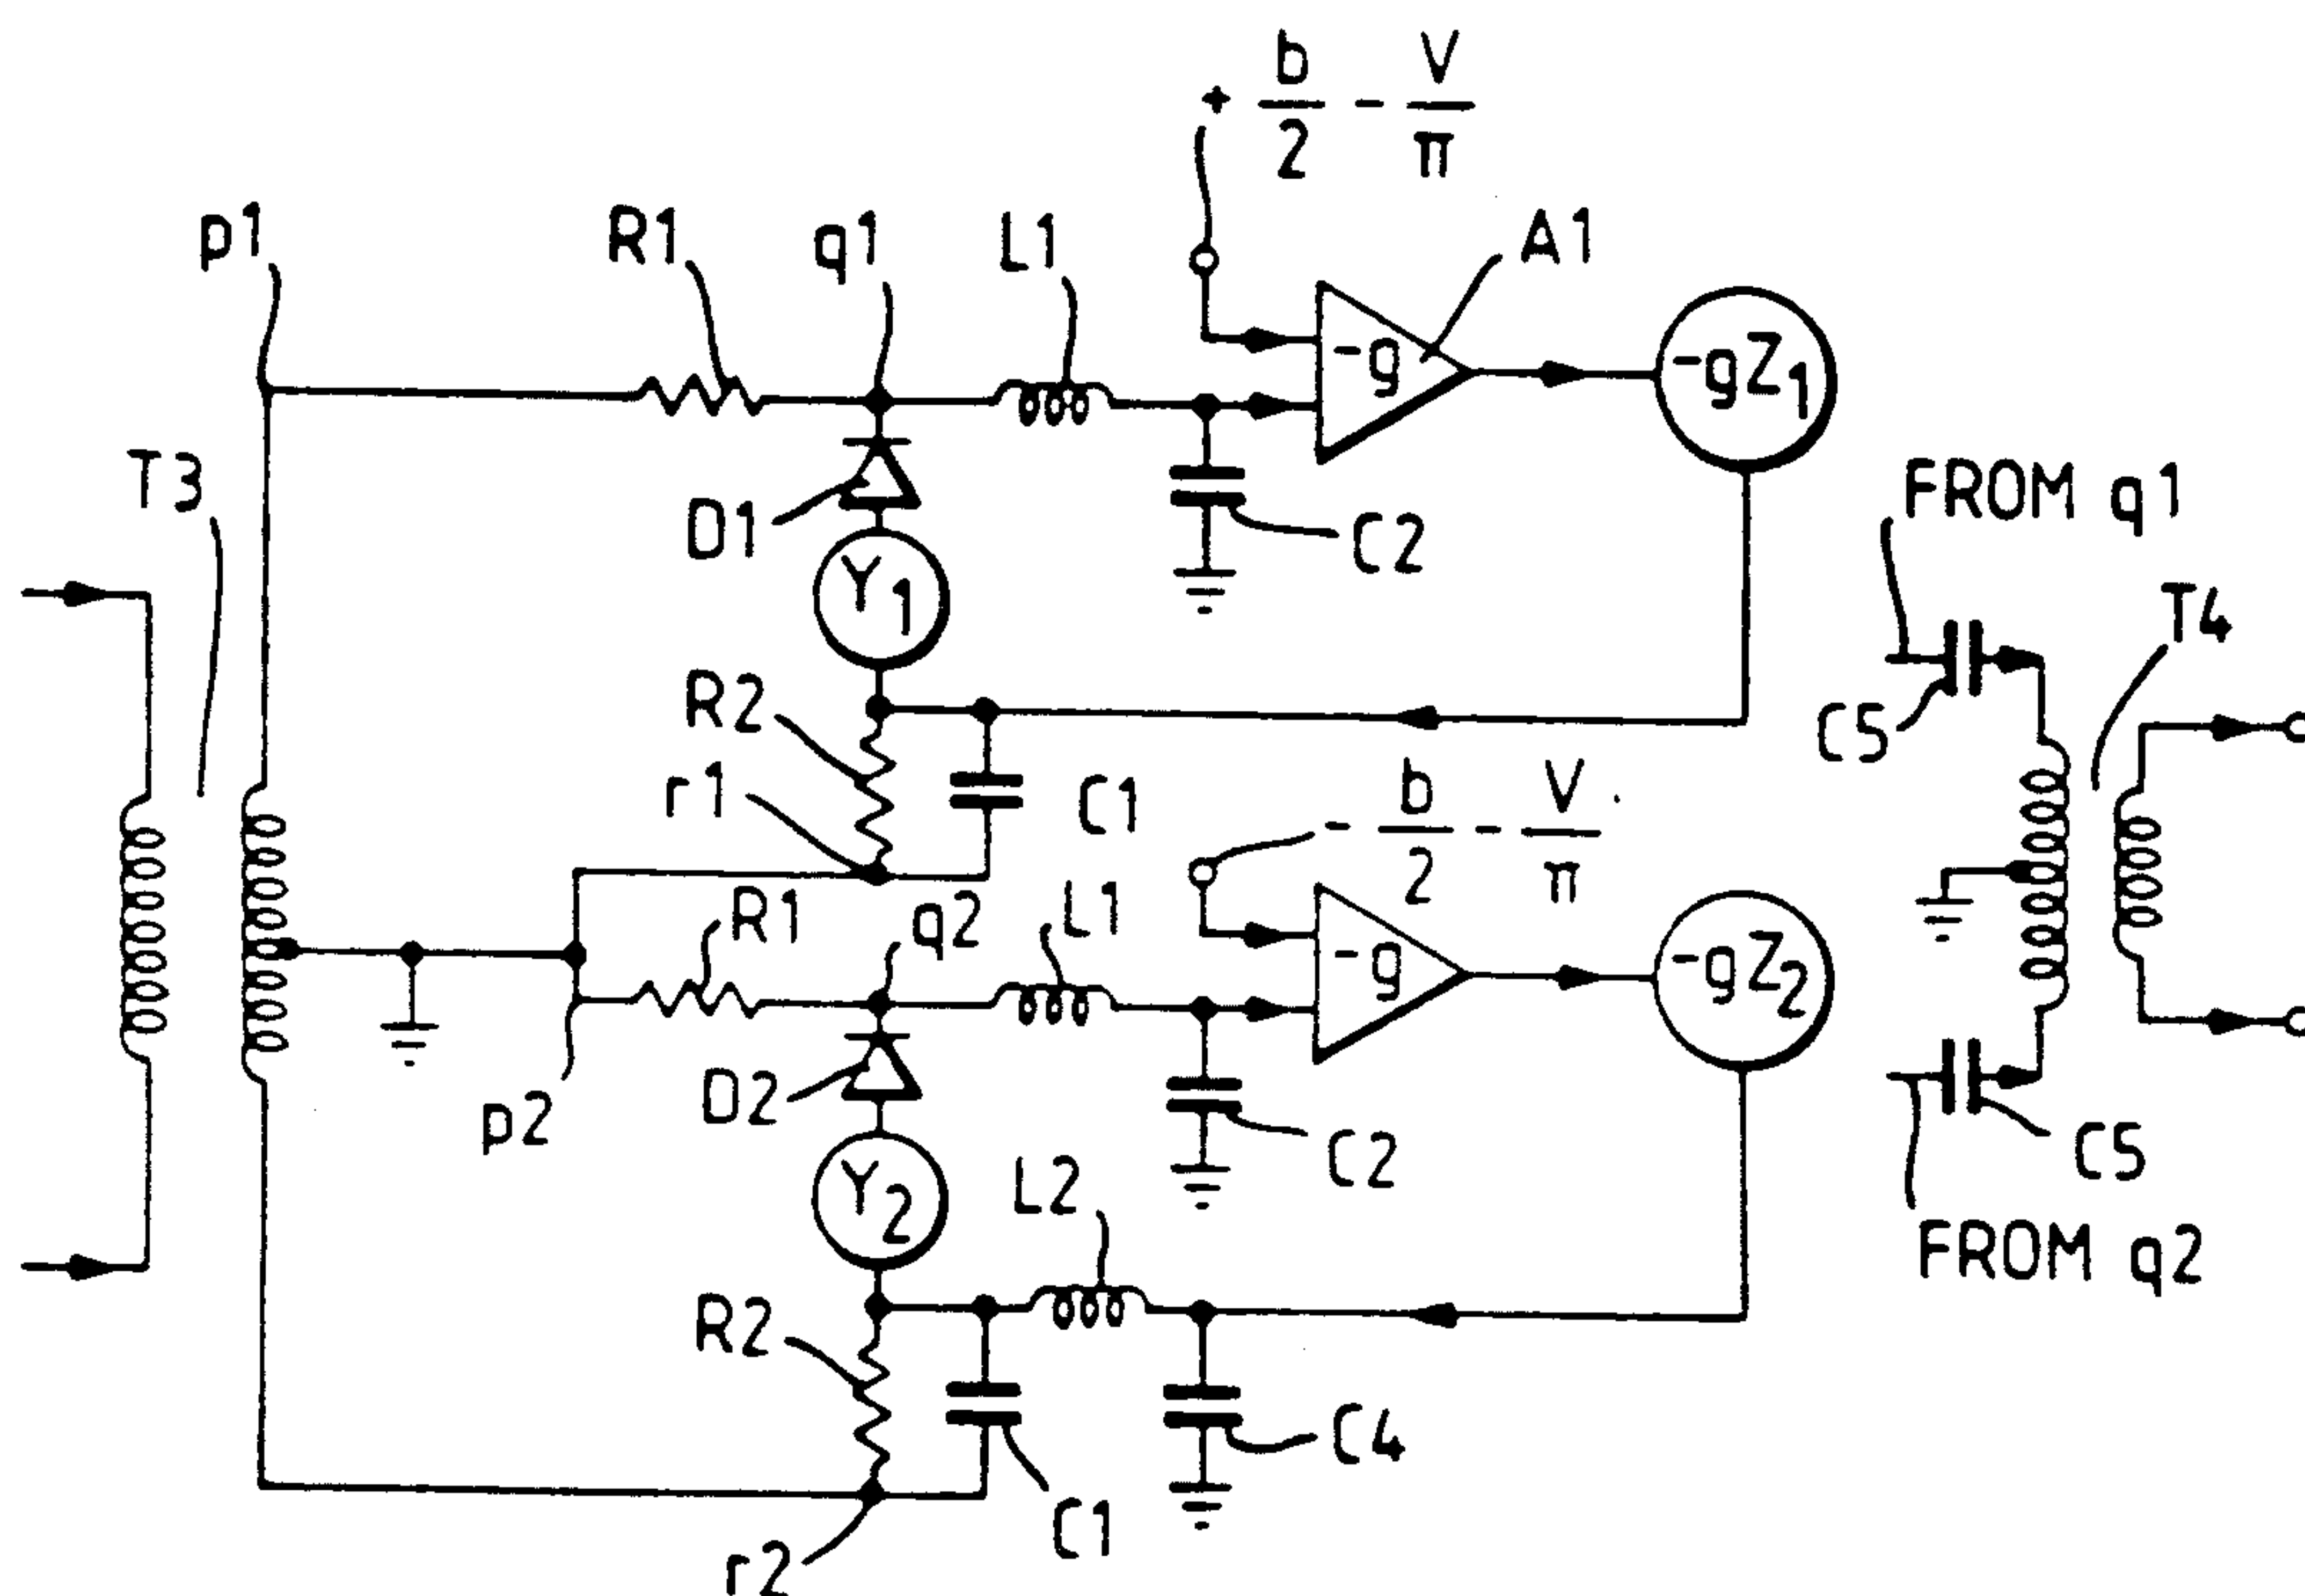 + b/2 - V/π
p1
R1
q1
L1
A1
-g
-gZ1
T3
D1
C2
FROM q1
Y1
T4
R2
C5
r1
C1
- b/2 - V/π
R1
q2
L1
-g
-gZ2
p2
D2
C2
C5
Y2
L2
FROM q2
R2
C4
C1
r2